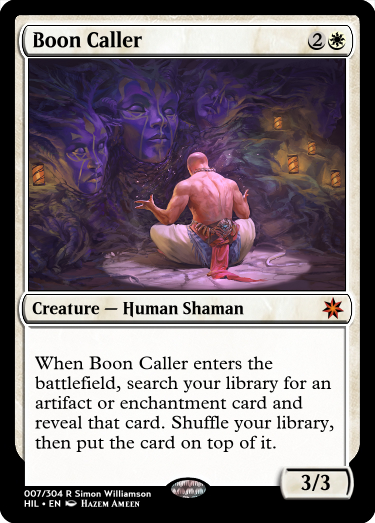 Boon Caller 2
Creature — Human Shaman
When Boon Caller enters the
battlefield, search your library for an
artifact or enchantment card and
reveal that card. Shuffle your library,
then put the card on top of it.
3/3
007/304 R Simon Williamson
HIL • EN Hazem Ameen